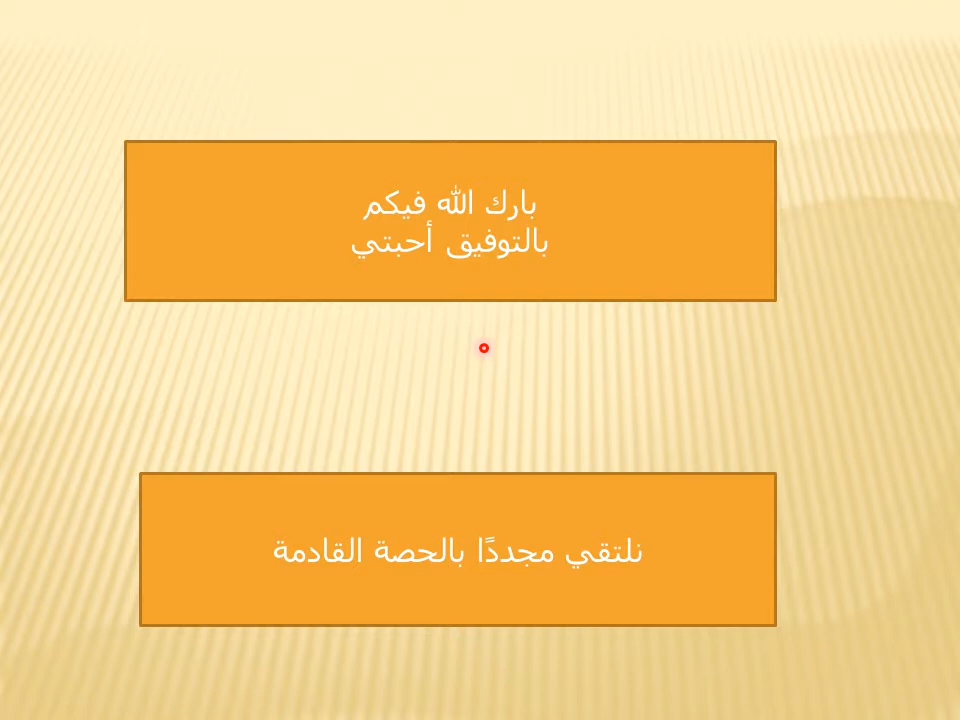 بارك الله فيكم
بالتوفيق أحبتي
نلتقي مجددًا بالحصة القادمة